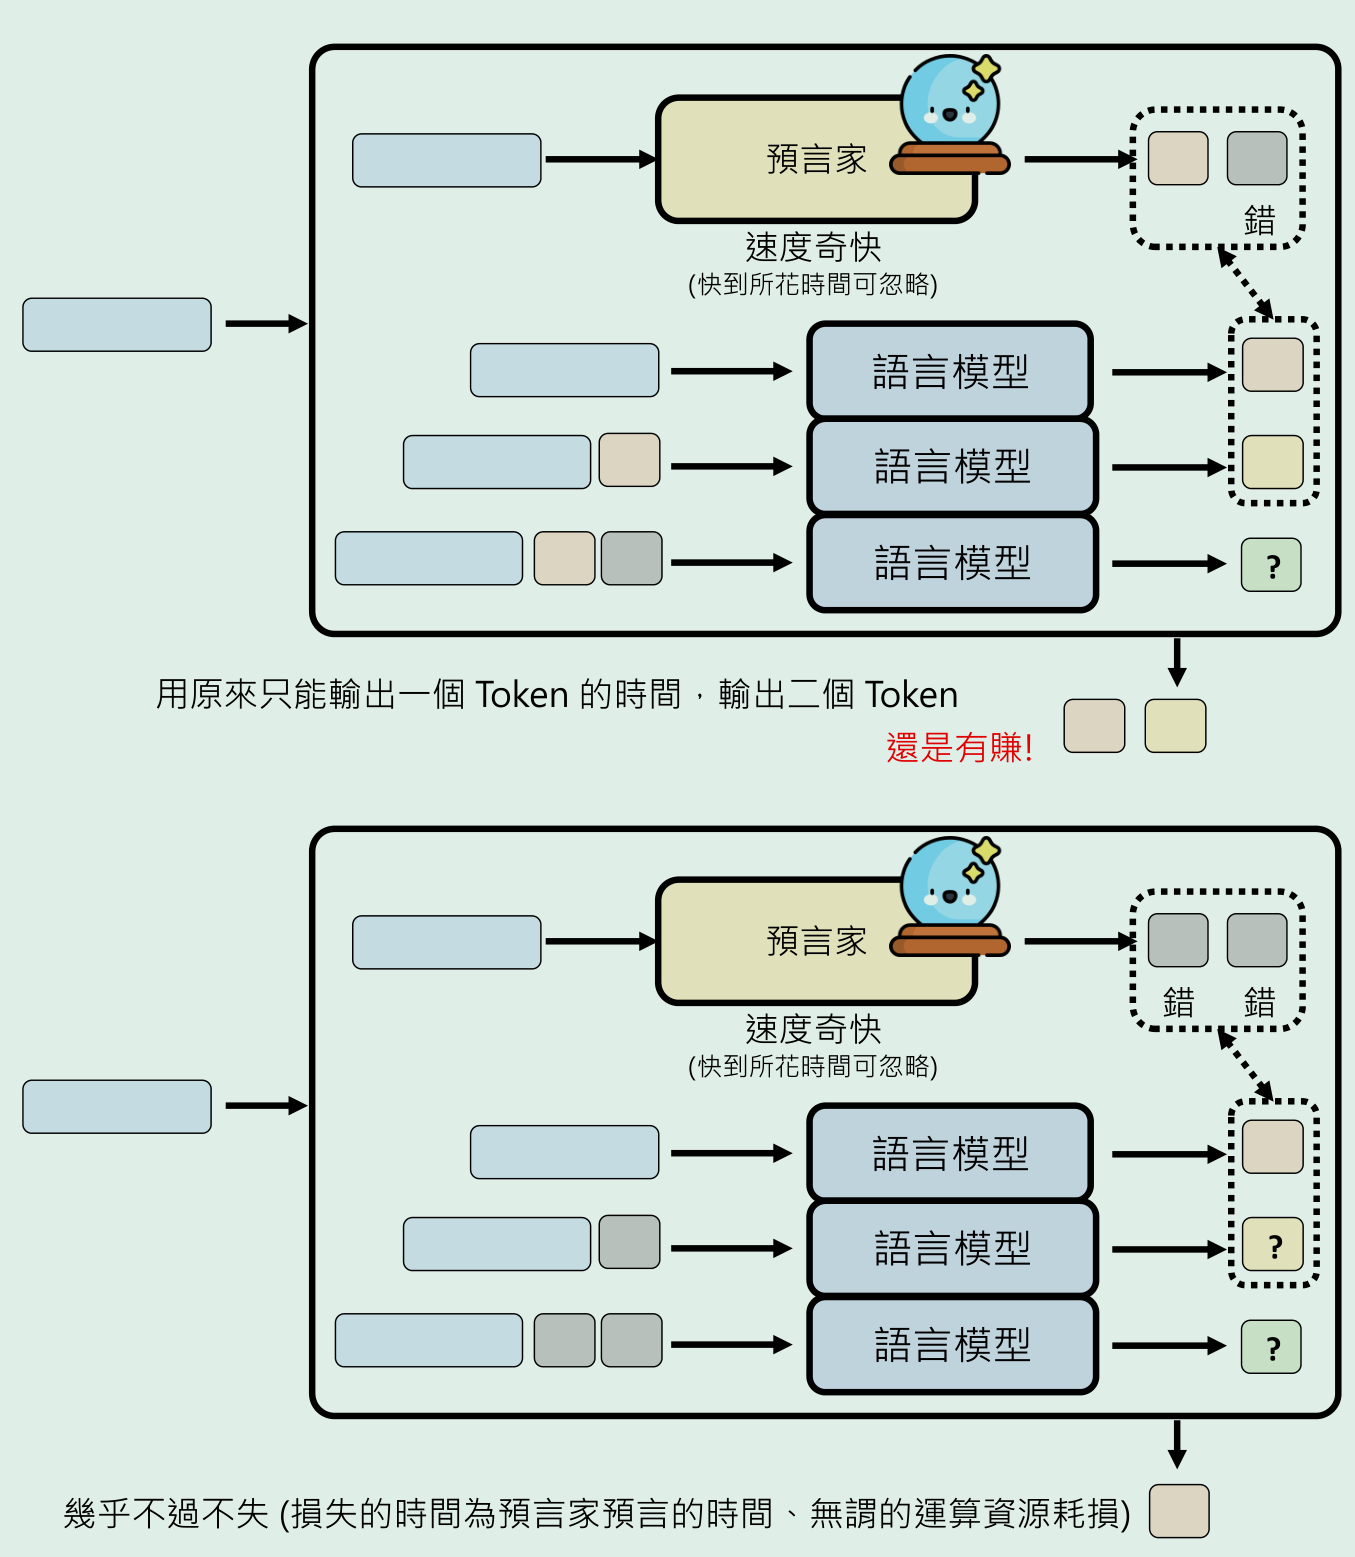 預言家
錯
速度奇快
(快到所花時間可忽略)
語言模型
語言模型
語言模型
?
用原來只能輸出一個 Token 的時間，輸出二個 Token
還是有賺!
預言家
錯 錯
速度奇快
(快到所花時間可忽略)
語言模型
語言模型
?
語言模型
?
幾乎不過不失 (損失的時間為預言家預言的時間、無謂的運算資源耗損)